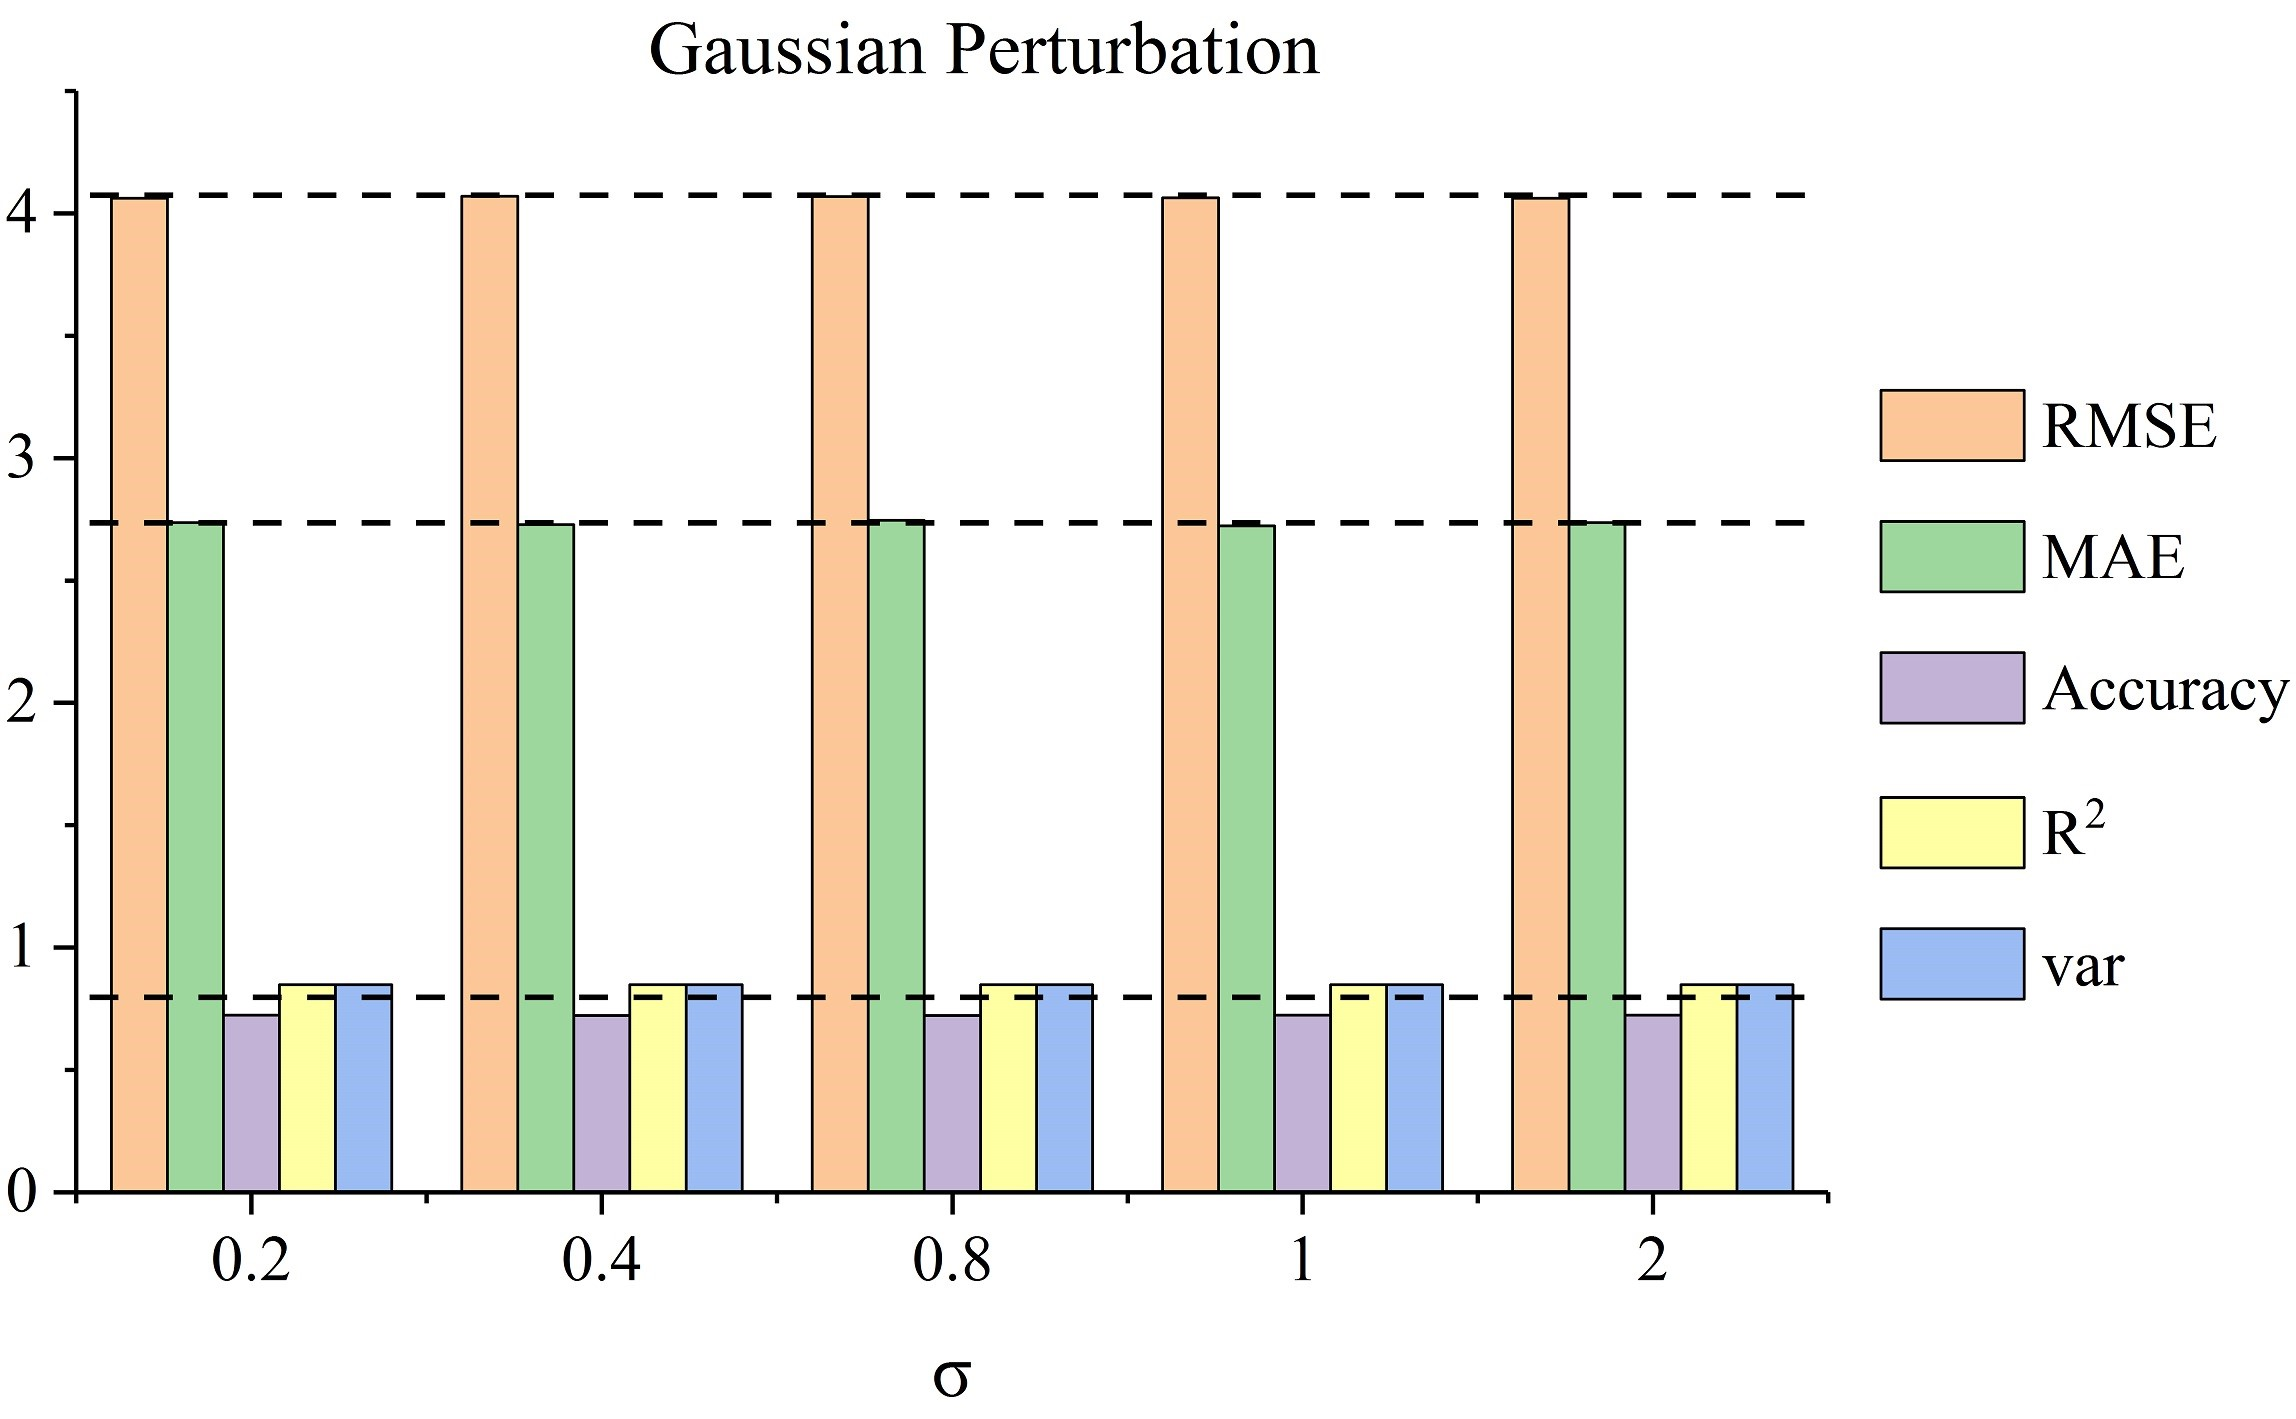 Gaussian Perturbation
4
3
2
1
0
0.2 0.4 0.8 1 2
σ
RMSE
MAE
Accuracy
R²
var